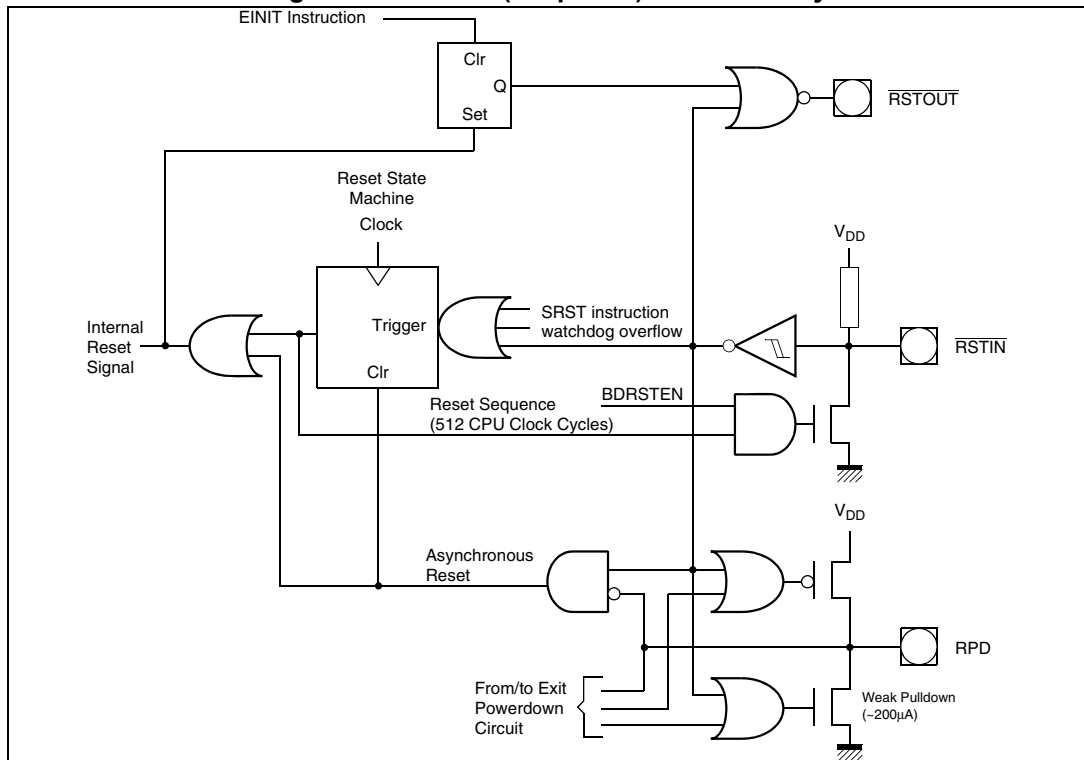 EINIT Instruction
Clr
Q
Set
RSTOUT
Reset State
Machine
Clock
VDD
Internal
Reset
Signal
Trigger
SRST instruction
watchdog overflow
RSTIN
Clr
BDRSTEN
Reset Sequence
(512 CPU Clock Cycles)
VDD
Asynchronous
Reset
RPD
From/to Exit
Powerdown
Circuit
Weak Pulldown
(~200µA)